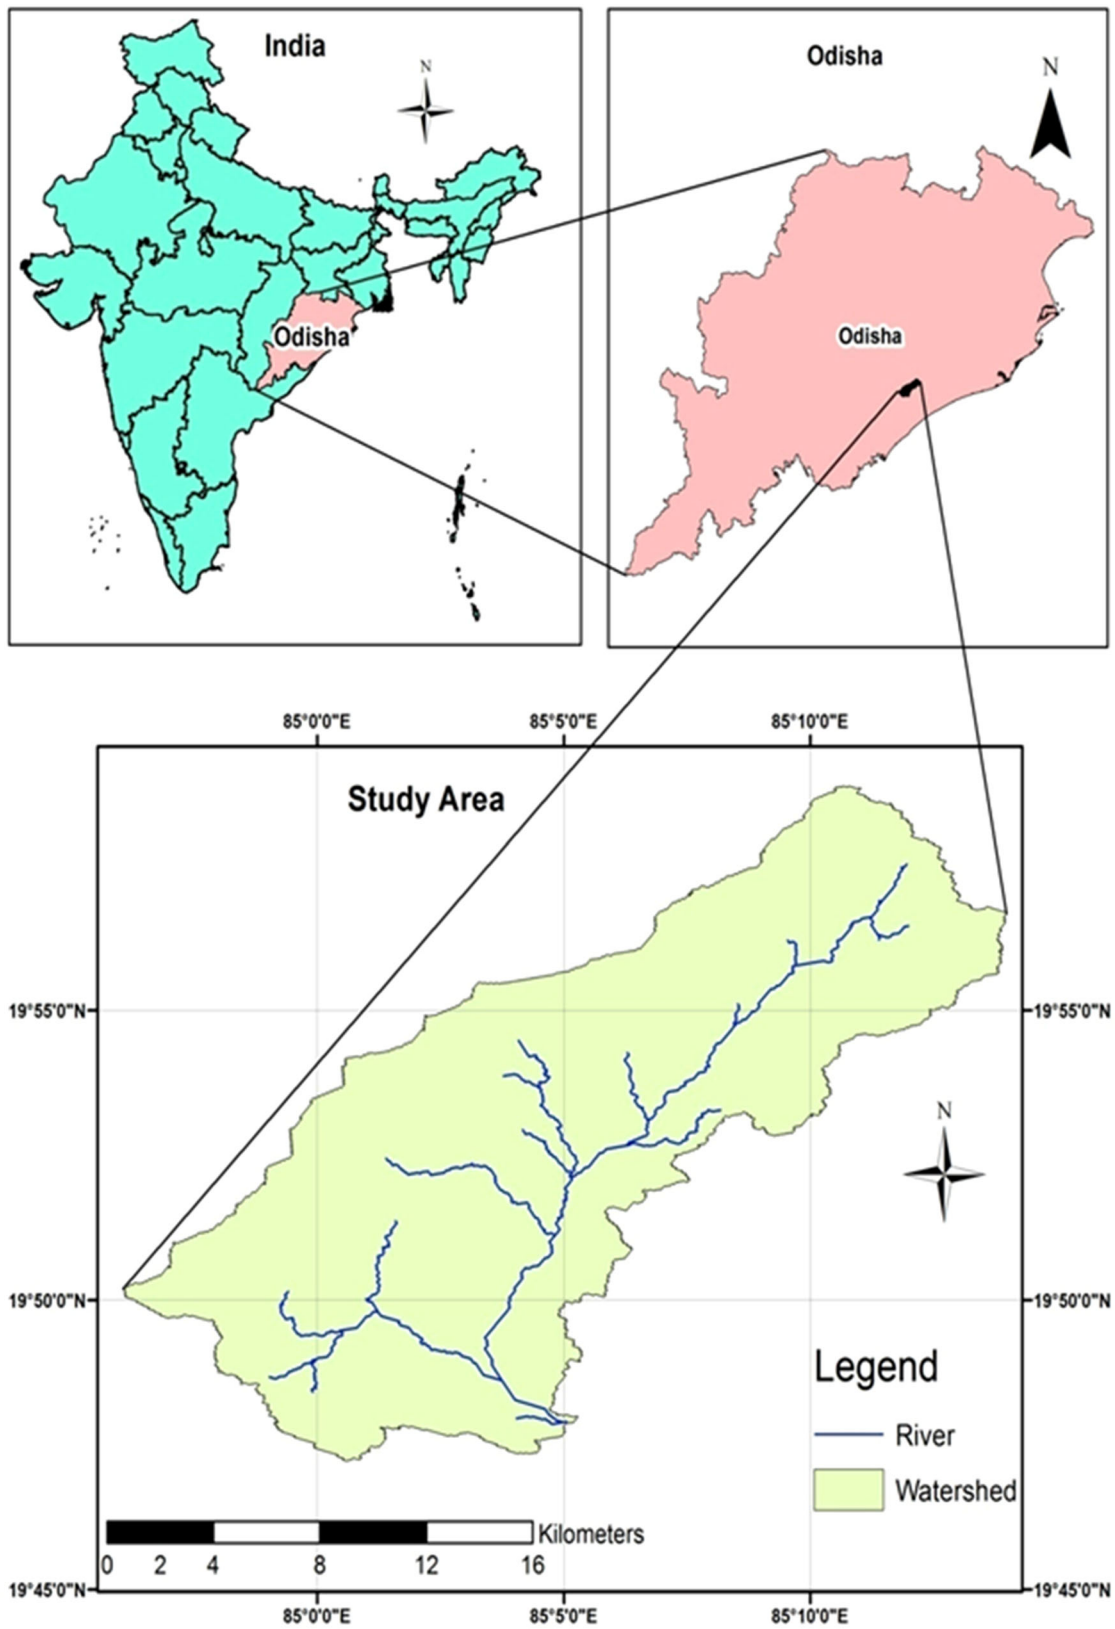 India
N
Odisha
Odisha
N
Odisha
85°0'0"E 85°5'0"E 85°10'0"E
Study Area
19°55'0"N 19°55'0"N
N
19°50'0"N 19°50'0"N
Legend
River
Watershed
Kilometers
0 2 4 8 12 16
19°45'0"N 19°45'0"N
85°0'0"E 85°5'0"E 85°10'0"E